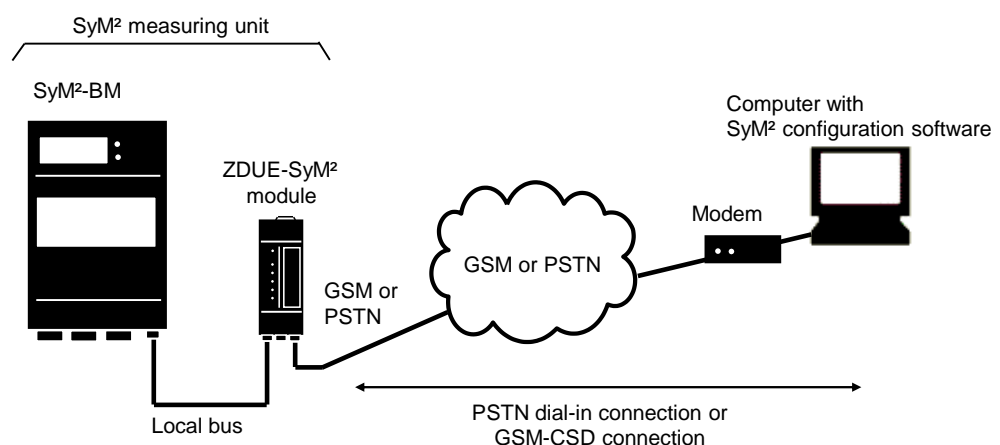 SyM² measuring unit
SyM²-BM
Computer with
SyM² configuration software
ZDUE-SyM²
module
Modem
GSM or PSTN
GSM or
PSTN
Local bus
PSTN dial-in connection or
GSM-CSD connection